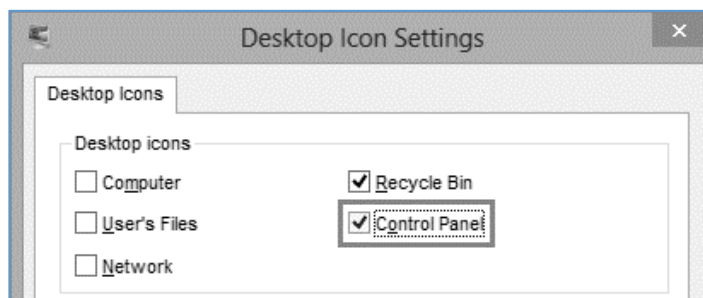 Desktop Icon Settings
Desktop Icons
Desktop icons
Computer
Recycle Bin
User's Files
Control Panel
Network